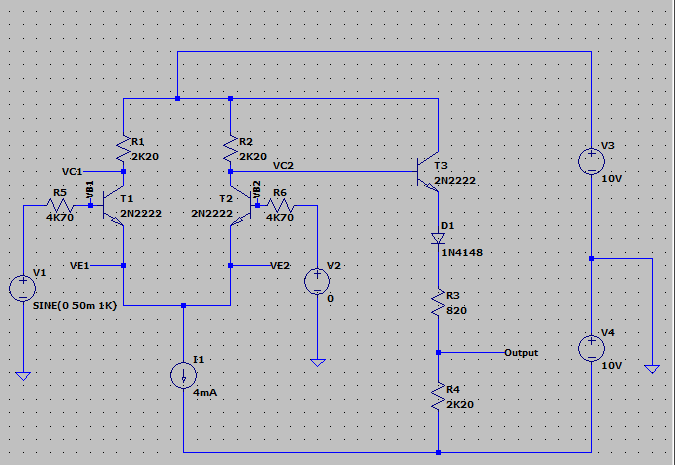 R1
2K20
R2
2K20
VC1
VC2
T3
2N2222
V3
10V
R5
4K70
VB1
T1
2N2222
T2
2N2222
VB2
R6
4K70
D1
1N4148
VE1
VE2
V1
SINE(0 50m 1K)
V2
0
R3
820
Output
V4
10V
I1
4mA
R4
2K20